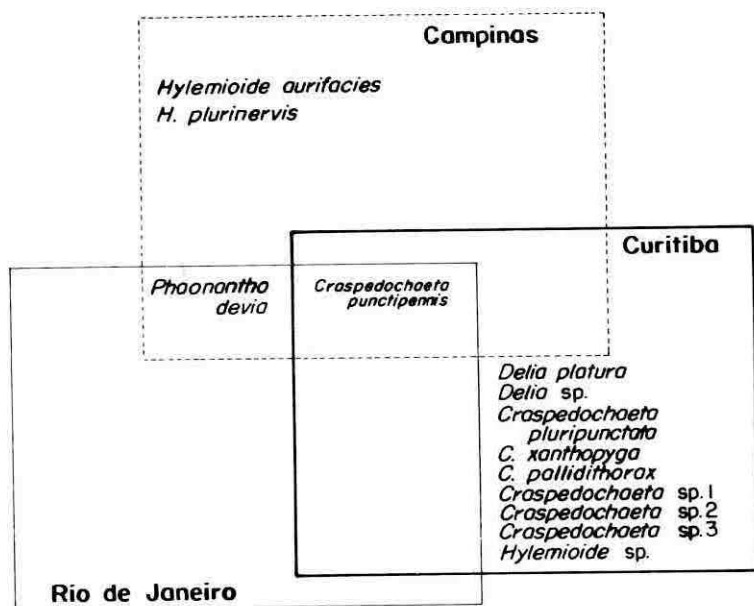 Campinas
Hylemioide aurifacies
H. plurinervis
Curitiba
Phaonantha
devia
Craspedochaeta
punctipennis
Delia platura
Delia sp.
Craspedochaeta
pluripunctata
C. xanthopyga
C. pallidithorax
Craspedochaeta sp.1
Craspedochaeta sp.2
Craspedochaeta sp.3
Hylemioide sp.
Rio de Janeiro